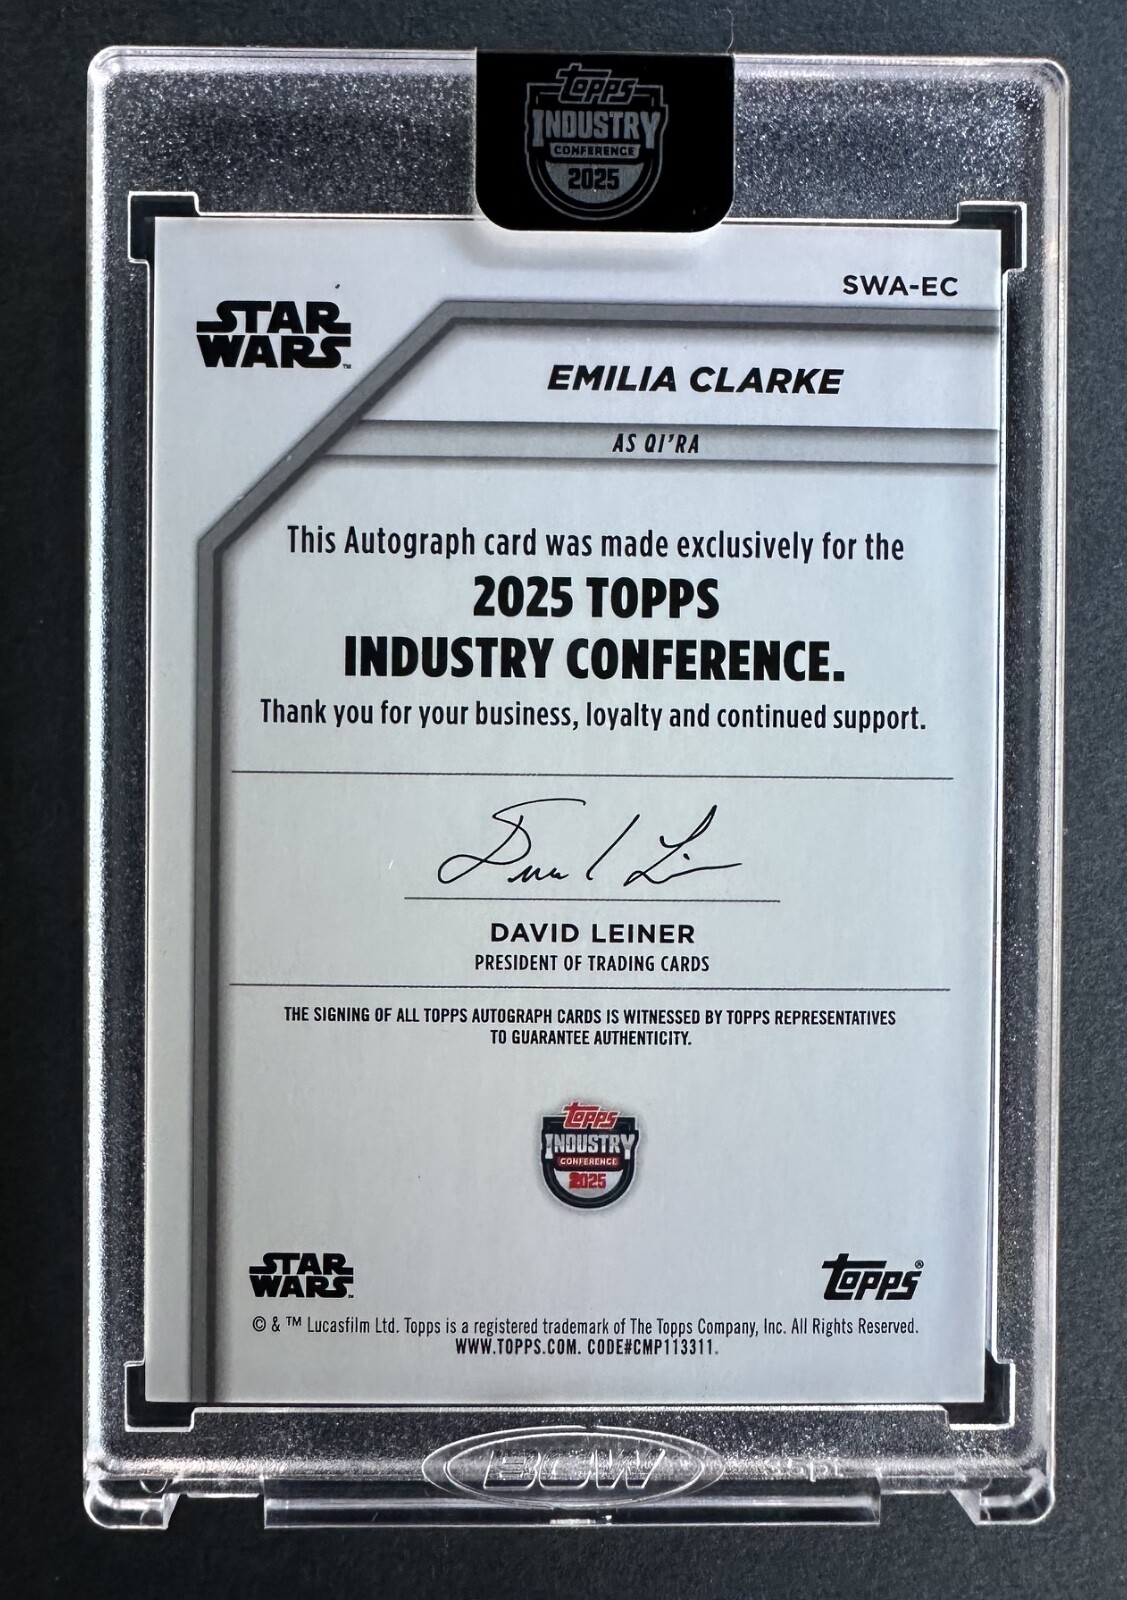 Topps
INDUSTRY
CONFERENCE
2025
SWA-EC
STAR
WARS™
EMILIA CLARKE
AS QI'RA
This Autograph card was made exclusively for the
2025 TOPPS
INDUSTRY CONFERENCE.
Thank you for your business, loyalty and continued support.
DAVID LEINER
PRESIDENT OF TRADING CARDS
THE SIGNING OF ALL TOPPS AUTOGRAPH CARDS IS WITNESSED BY TOPPS REPRESENTATIVES
TO GUARANTEE AUTHENTICITY.
Topps
INDUSTRY
CONFERENCE
2025
STAR
WARS™
Topps®
© & ™ Lucasfilm Ltd. Topps is a registered trademark of The Topps Company, Inc. All Rights Reserved.
WWW.TOPPS.COM. CODE#CMP113311.
BCW